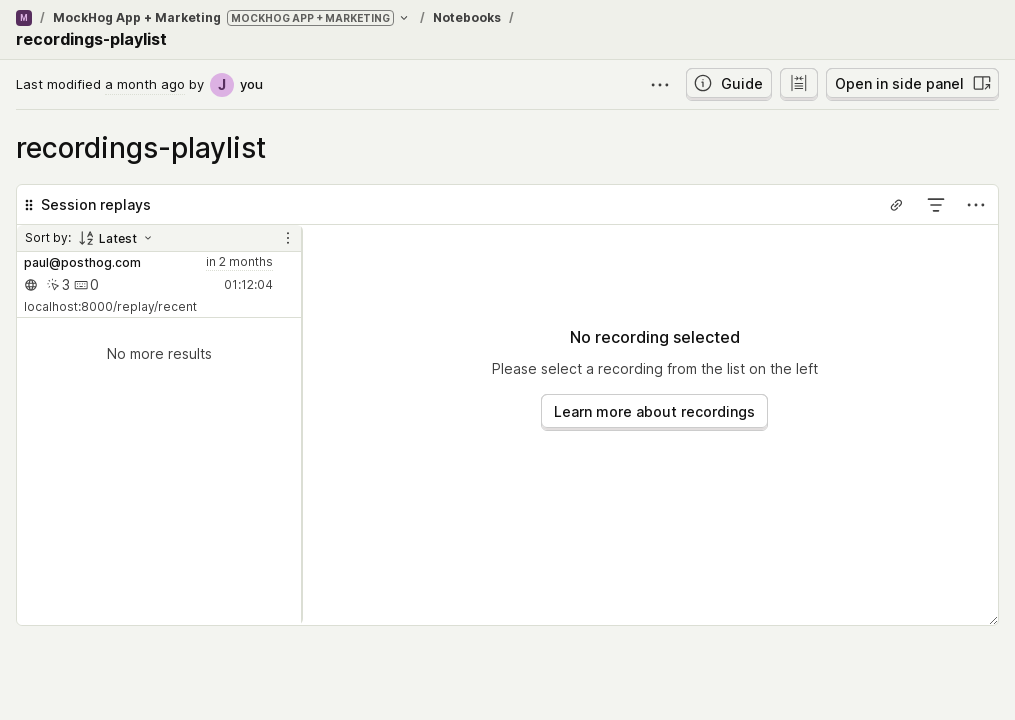 M / MockHog App + Marketing MOCKHOG APP + MARKETING / Notebooks /
recordings-playlist
Last modified a month ago by J you
Guide
Open in side panel
recordings-playlist
Session replays
Sort by: Latest
paul@posthog.com in 2 months
3 0 01:12:04
localhost:8000/replay/recent
No more results
No recording selected
Please select a recording from the list on the left
Learn more about recordings